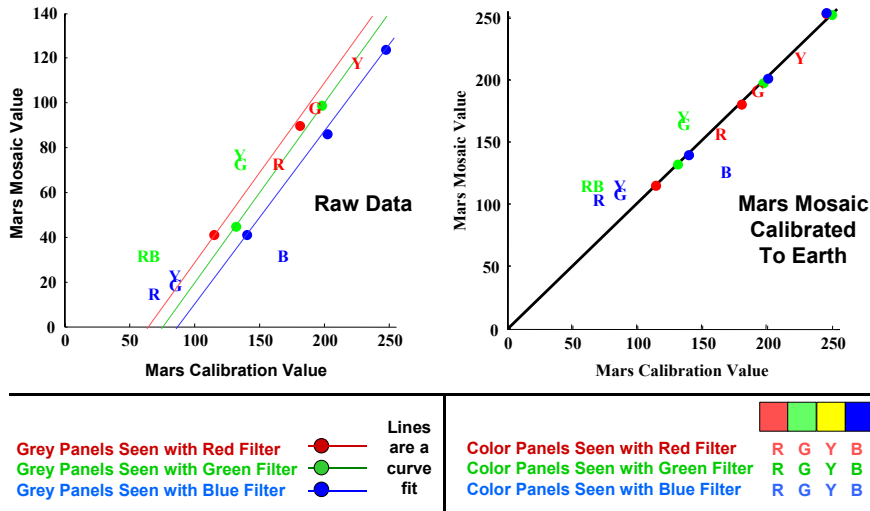 140
120
100
80
60
40
20
0
Mars Mosaic Value
Y
G
R
Y
G
RB
Y
G
R
B
Raw Data
0 50 100 150 200 250
Mars Calibration Value
250
200
150
100
50
0
Mars Mosaic Value
Y
G
Y
G
R
B
RB
Y
G
R
Mars Mosaic
Calibrated
To Earth
0 50 100 150 200 250
Mars Calibration Value
Grey Panels Seen with Red Filter
Grey Panels Seen with Green Filter
Grey Panels Seen with Blue Filter
Lines
are a
curve
fit
Color Panels Seen with Red Filter R G Y B
Color Panels Seen with Green Filter R G Y B
Color Panels Seen with Blue Filter R G Y B